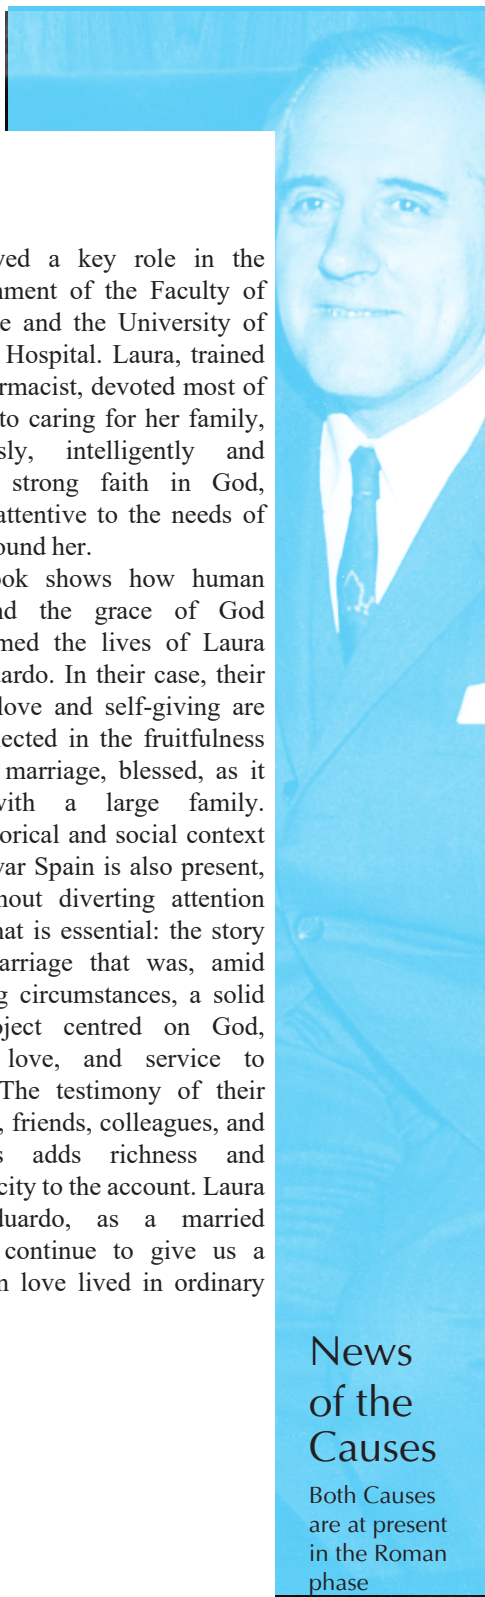 ved a key role in the
nment of the Faculty of
e and the University of
Hospital. Laura, trained
rmacist, devoted most of
to caring for her family,
sly, intelligently and
strong faith in God,
attentive to the needs of
ound her.
ok shows how human
nd the grace of God
med the lives of Laura
ardo. In their case, their
love and self-giving are
lected in the fruitfulness
marriage, blessed, as it
with a large family.
orical and social context
var Spain is also present,
hout diverting attention
hat is essential: the story
arriage that was, amid
g circumstances, a solid
ject centred on God,
love, and service to
The testimony of their
, friends, colleagues, and
s adds richness and
city to the account. Laura
duardo, as a married
continue to give us a
n love lived in ordinary
News
of the
Causes
Both Causes
are at present
in the Roman
phase